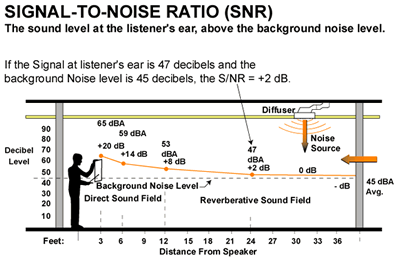 SIGNAL-TO-NOISE RATIO (SNR)
The sound level at the listener's ear, above the background noise level.
If the Signal at listener's ear is 47 decibels and the
background Noise level is 45 decibels, the S/NR = +2 dB.
Diffuser
Decibel
Level
90
80
70
60
50
40
30
20
10
65 dBA
+20 dB
59 dBA
+14 dB
53
dBA
+8 dB
47
dBA
+2 dB
0 dB
- dB
Noise
Source
45 dBA
Avg.
Background Noise Level
Direct Sound Field
Reverberative Sound Field
Feet: 3 6 9 12 15 18 21 24 27 30 33 36
Distance From Speaker